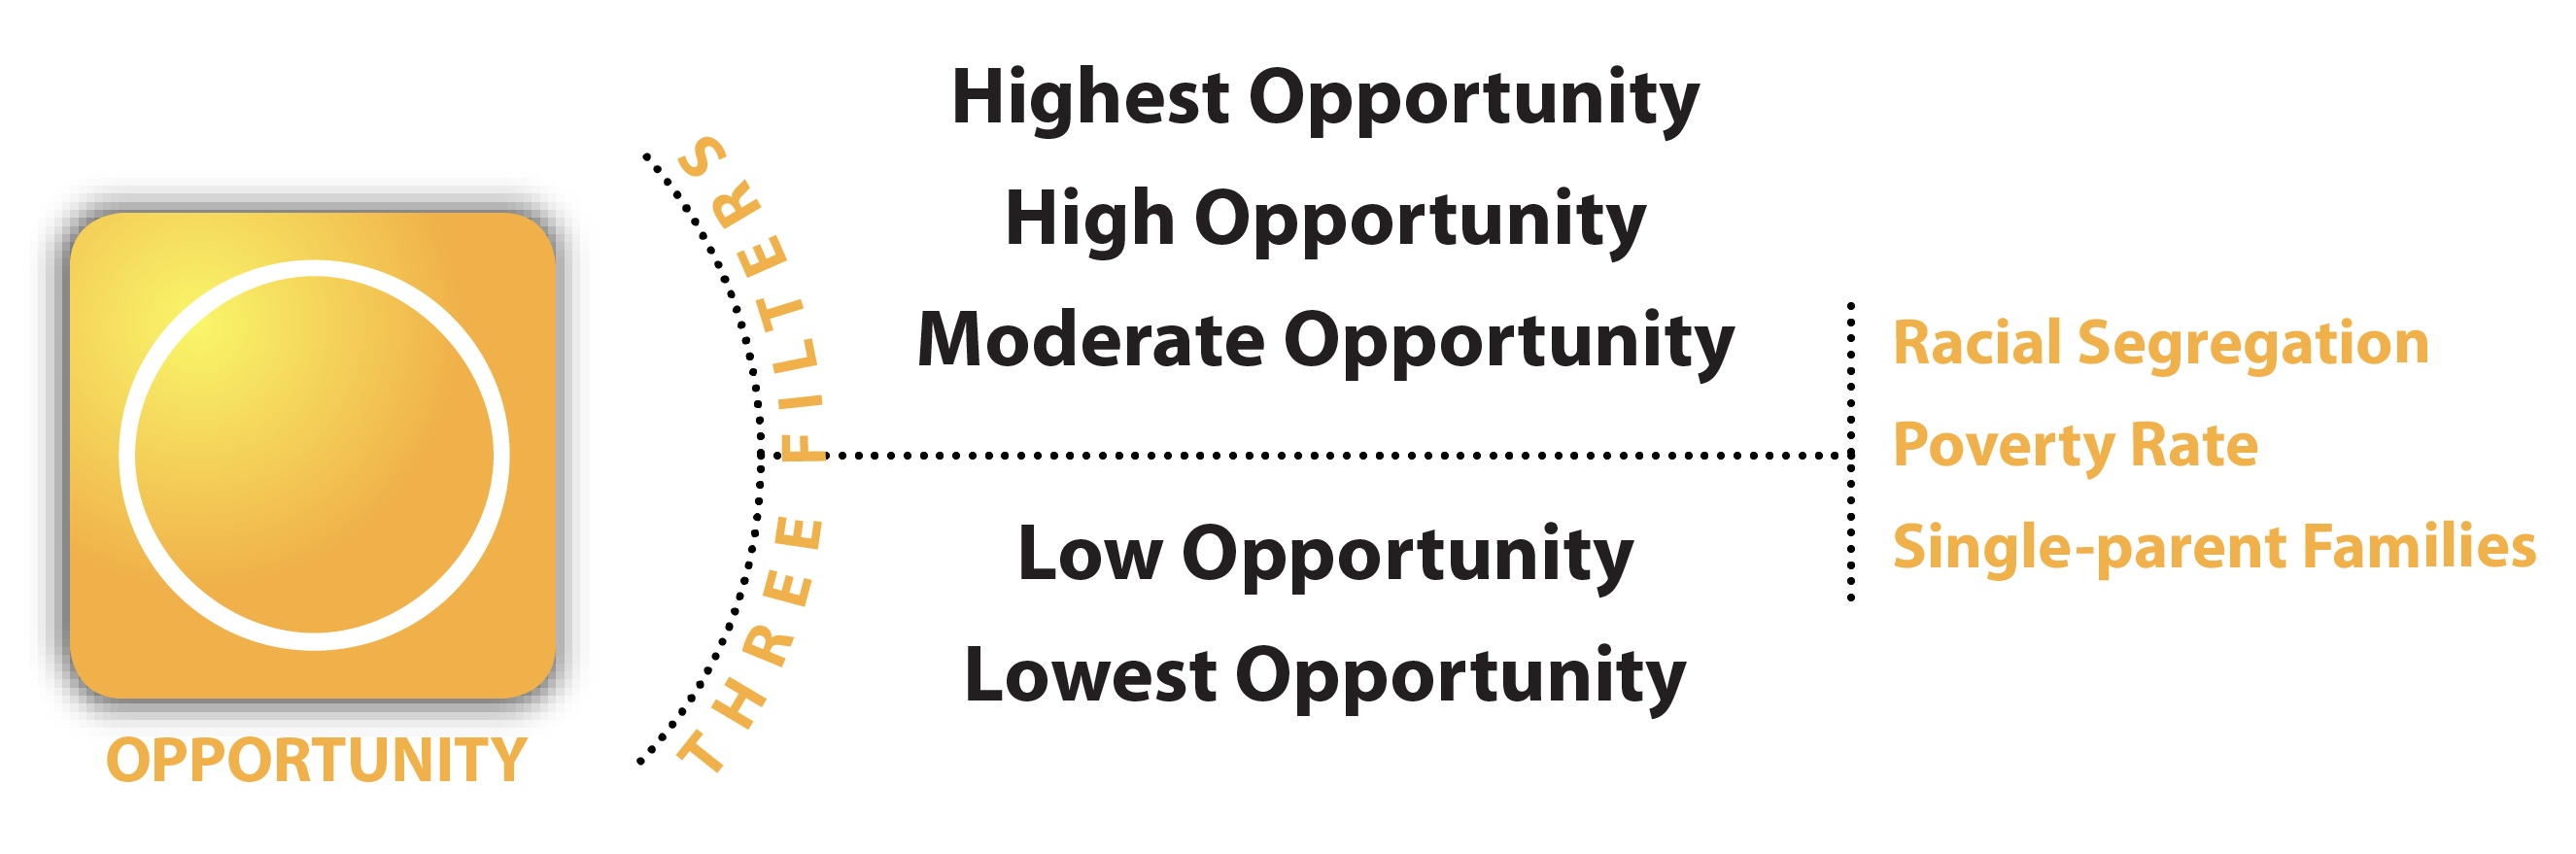 OPPORTUNITY
THREE FILTERS
Highest Opportunity
High Opportunity
Moderate Opportunity
Low Opportunity
Lowest Opportunity
Racial Segregation
Poverty Rate
Single-parent Families